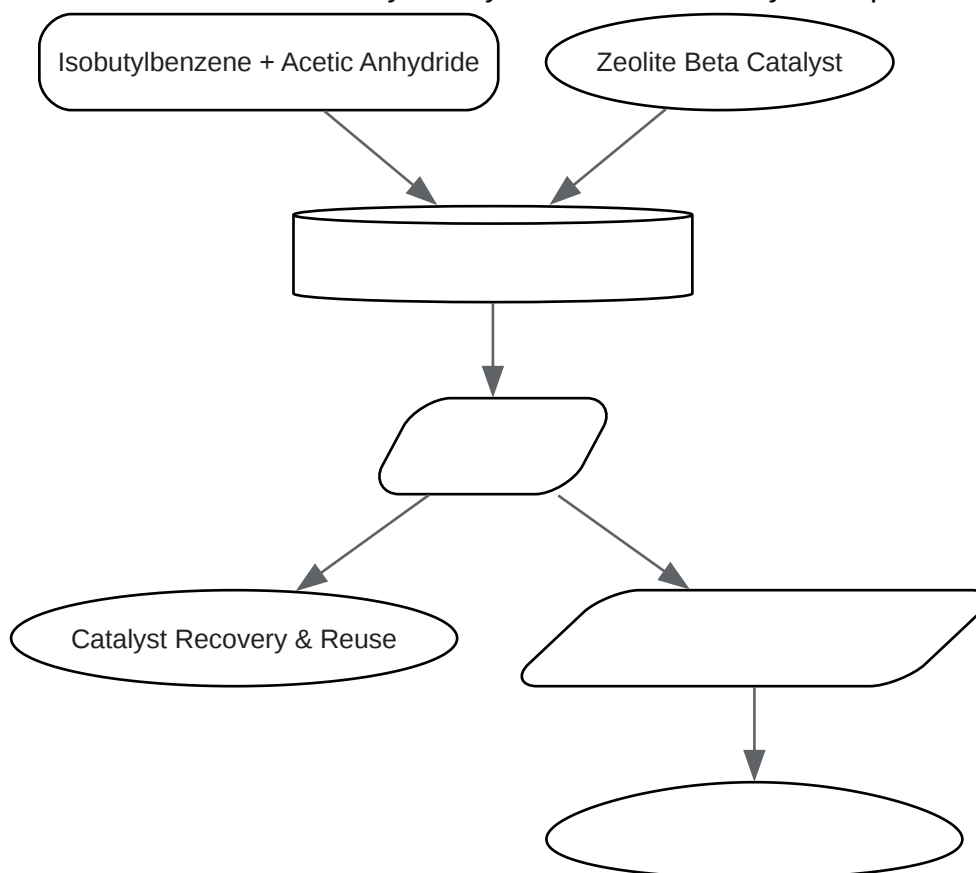 Isobutylbenzene + Acetic Anhydride
Zeolite Beta Catalyst
Catalyst Recovery & Reuse